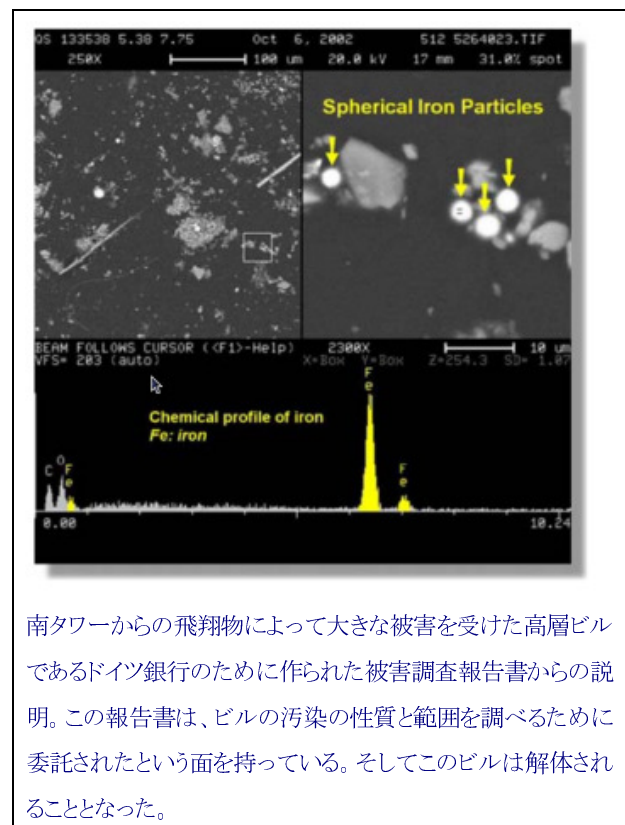 QS 133538 5.38 7.75 Oct 6, 2002 512 5264023.TIF
250X 100 um 20.0 kV 17 mm 31.0% spot
Spherical Iron Particles
BEAM FOLLOWS CURSOR (<F1>-Help) 2300X 10 um
VFS= 203 (auto) X=Box Y=Box Z=254.3 SD= 1.07
Fe
Chemical profile of iron
Fe: iron
C O Fe Fe
0.00 10.24
南タワーからの飛翔物によって大きな被害を受けた高層ビル
であるドイツ銀行のために作られた被害調査報告書からの説
明。この報告書は、ビルの汚染の性質と範囲を調べるために
委託されたという面を持っている。そしてこのビルは解体され
ることとなった。